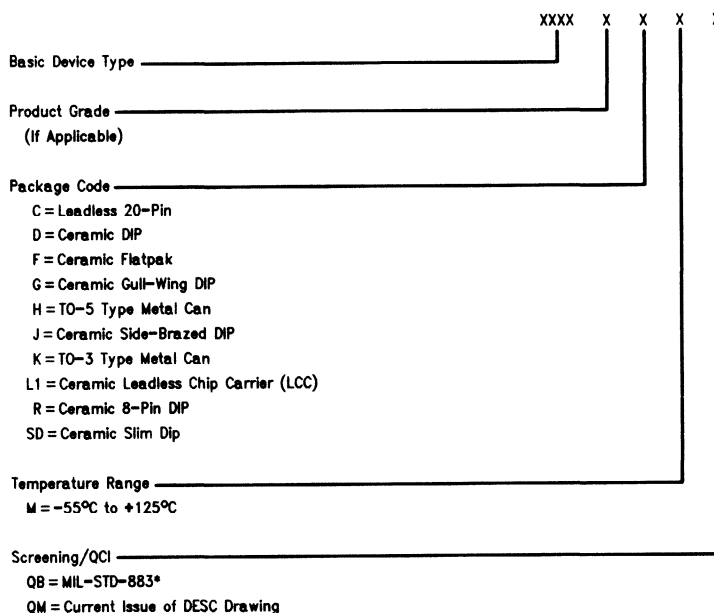 XXXX X X X
Basic Device Type
Product Grade
(If Applicable)
Package Code
C = Leadless 20-Pin
D = Ceramic DIP
F = Ceramic Flatpak
G = Ceramic Gull-Wing DIP
H = TO-5 Type Metal Can
J = Ceramic Side-Brazed DIP
K = TO-3 Type Metal Can
L1 = Ceramic Leadless Chip Carrier (LCC)
R = Ceramic 8-Pin DIP
SD = Ceramic Slim Dip
Temperature Range
M = -55°C to +125°C
Screening/QCI
QB = MIL-STD-883*
QM = Current Issue of DESC Drawing